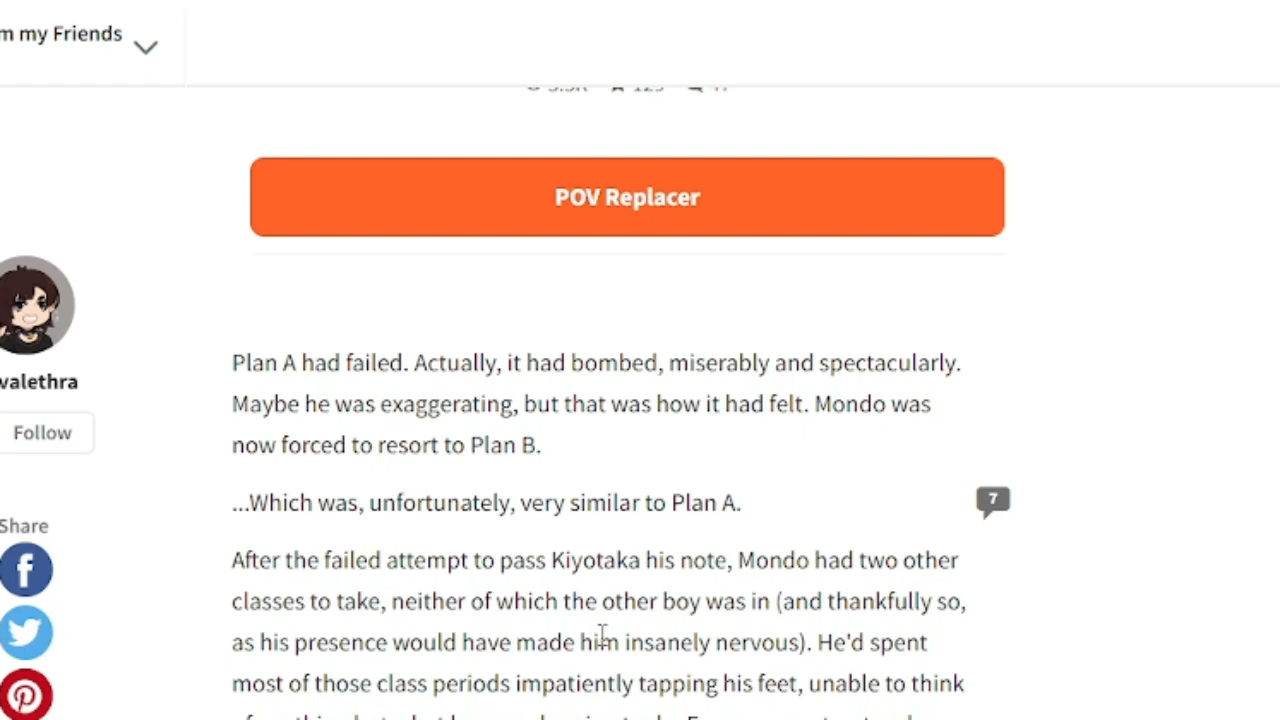 m my Friends
POV Replacer
valethra
Follow
Share
Plan A had failed. Actually, it had bombed, miserably and spectacularly.
Maybe he was exaggerating, but that was how it had felt. Mondo was
now forced to resort to Plan B.
...Which was, unfortunately, very similar to Plan A.
7
After the failed attempt to pass Kiyotaka his note, Mondo had two other
classes to take, neither of which the other boy was in (and thankfully so,
as his presence would have made him insanely nervous). He'd spent
most of those class periods impatiently tapping his feet, unable to think